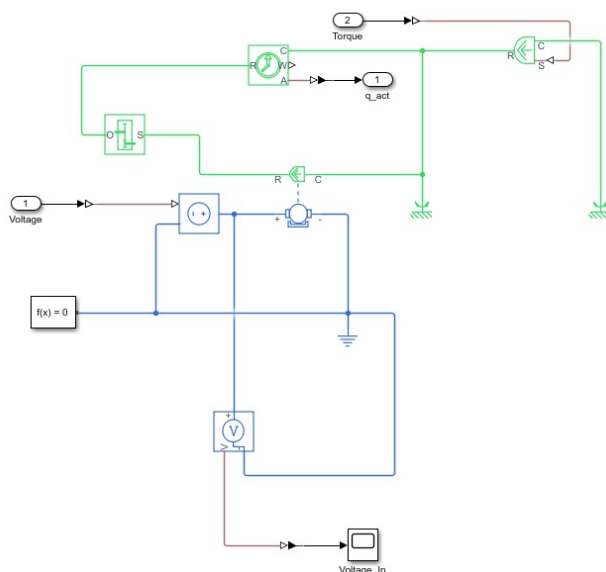 2
Torque
C
R
S
C
R
W
A
1
q_act
O
S
R
C
1
Voltage
+
-
f(x) = 0
+
V
V
-
Voltage_In